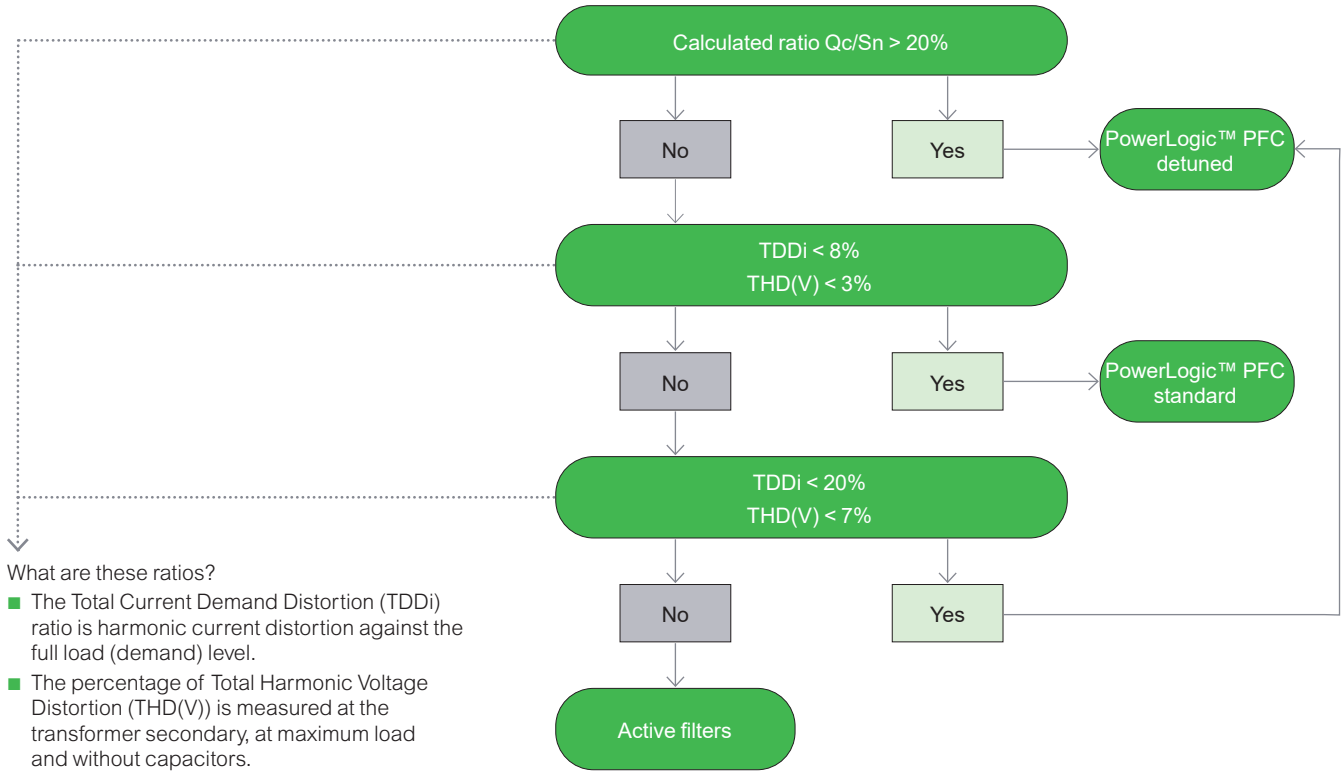 Calculated ratio Qc/Sn > 20%
No
Yes
PowerLogic™ PFC
detuned
TDDi < 8%
THD(V) < 3%
No
Yes
PowerLogic™ PFC
standard
TDDi < 20%
THD(V) < 7%
No
Yes
Active filters
What are these ratios?
■ The Total Current Demand Distortion (TDDi)
ratio is harmonic current distortion against the
full load (demand) level.
■ The percentage of Total Harmonic Voltage
Distortion (THD(V)) is measured at the
transformer secondary, at maximum load
and without capacitors.